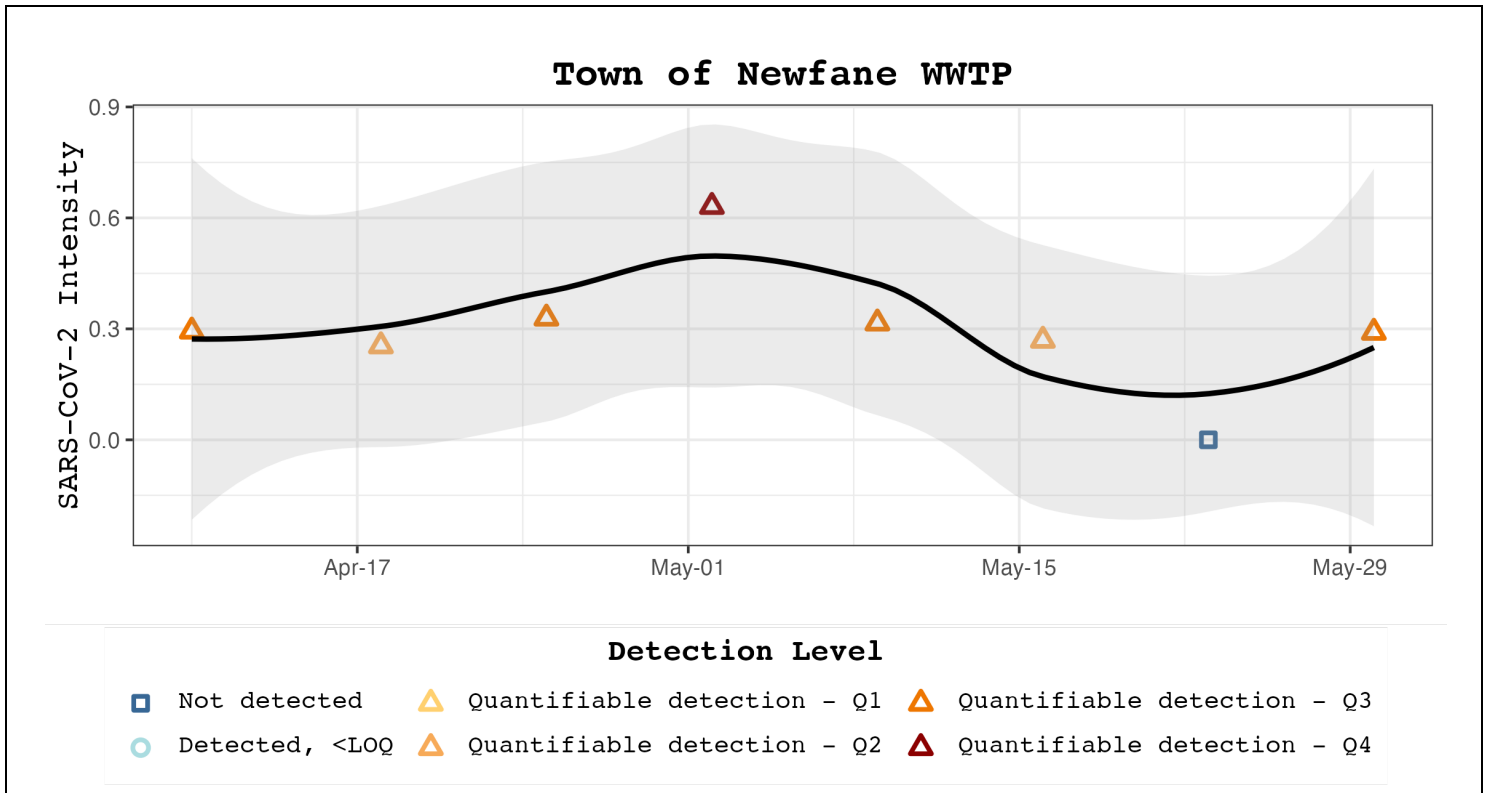 Town of Newfane WWTP
SARS-CoV-2 Intensity
0.9
0.6
0.3
0.0
Apr-17 May-01 May-15 May-29
Detection Level
Not detected Quantifiable detection - Q1 Quantifiable detection - Q3
Detected, <LOQ Quantifiable detection - Q2 Quantifiable detection - Q4